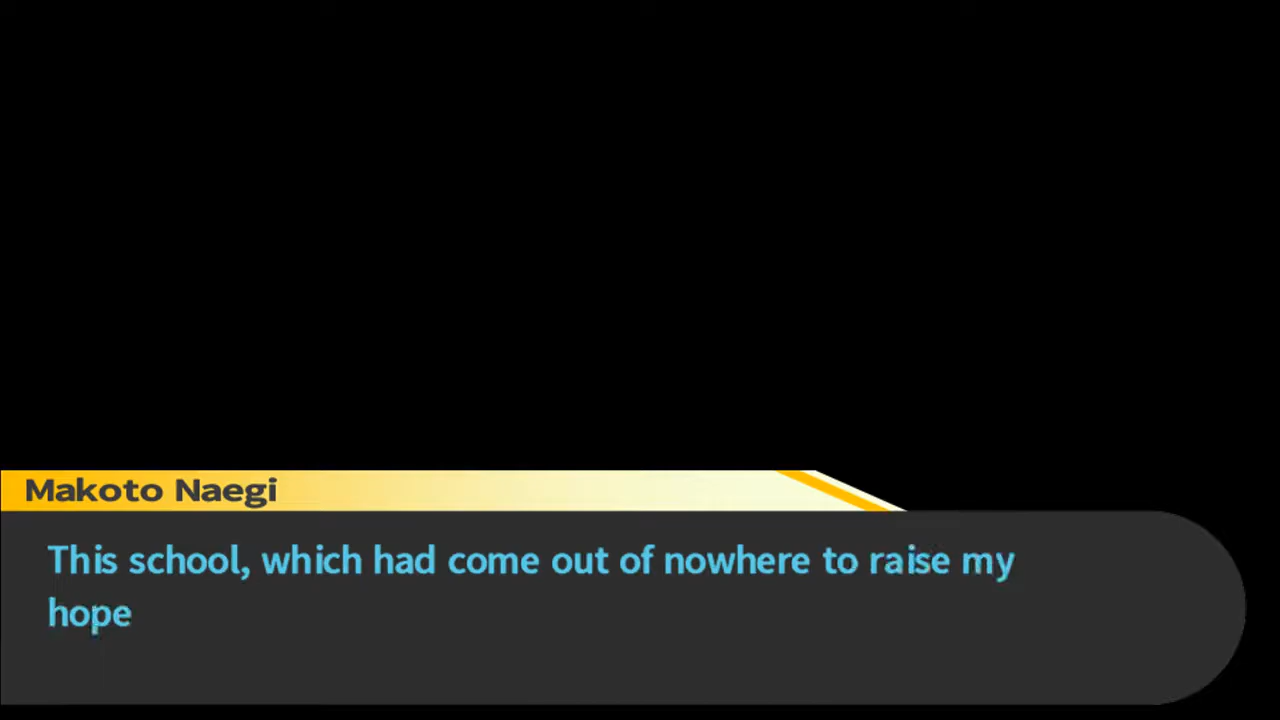 Makoto Naegi
This school, which had come out of nowhere to raise my
hope